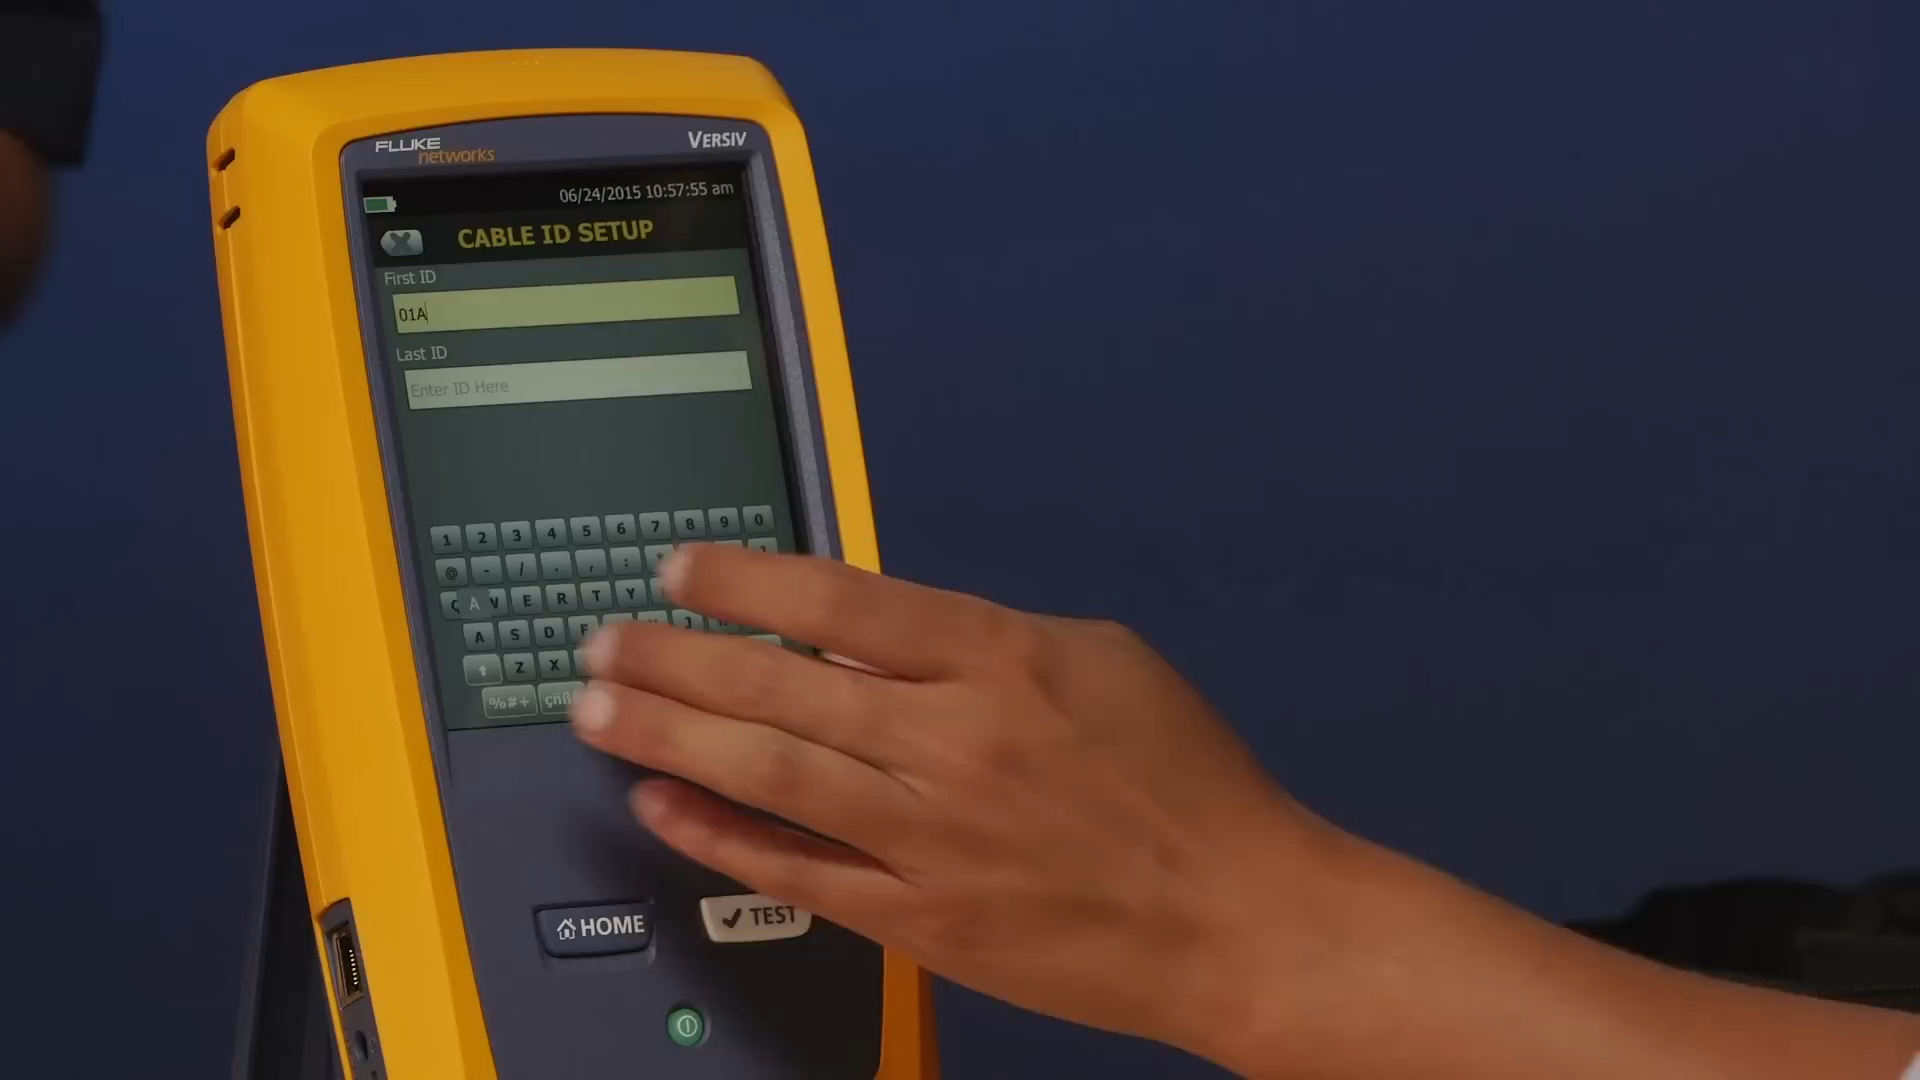 FLUKE
networks
VERSIV
06/24/2015 10:57:55 am
CABLE ID SETUP
First ID
01A
Last ID
Enter ID Here
1 2 3 4 5 6 7 8 9 0
@ - / . , :
A E R T Y
A S D F J
Z X
%#+ çñß
HOME
TEST